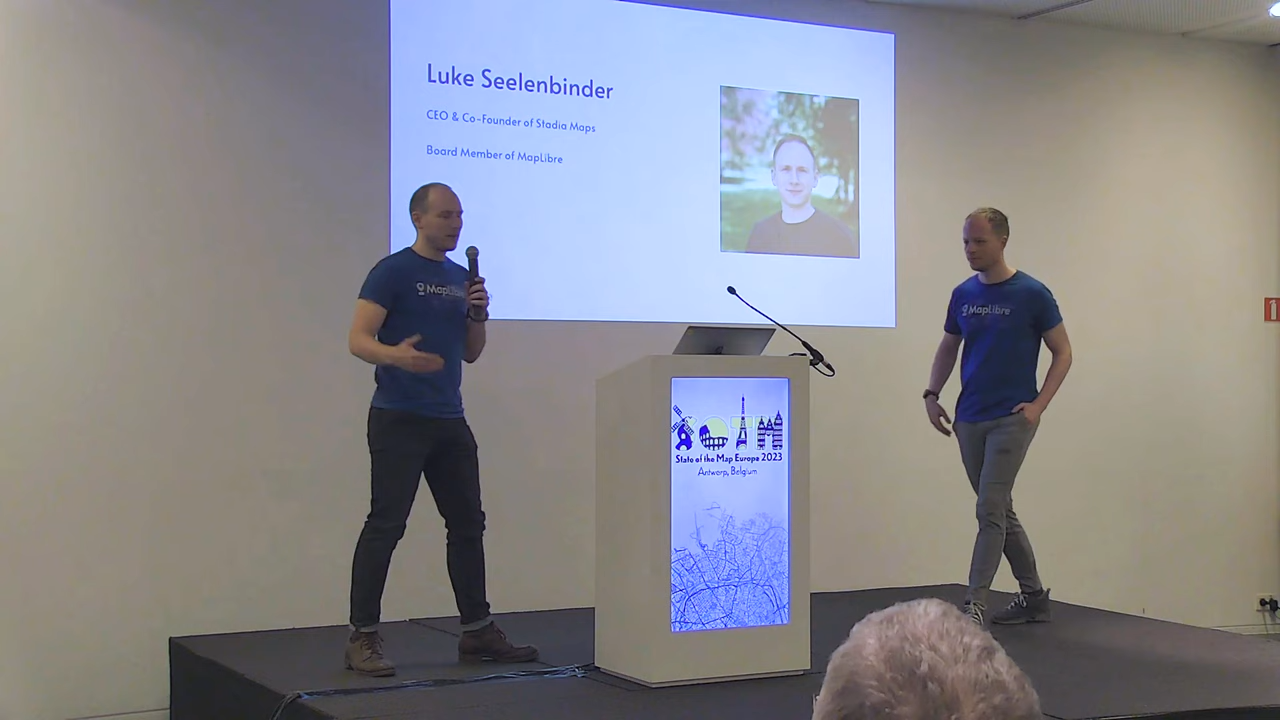 Luke Seelenbinder
CEO & Co-Founder of Stadia Maps
Board Member of MapLibre
MapLibre
MapLibre
SOTM
State of the Map Europe 2023
Antwerp, Belgium